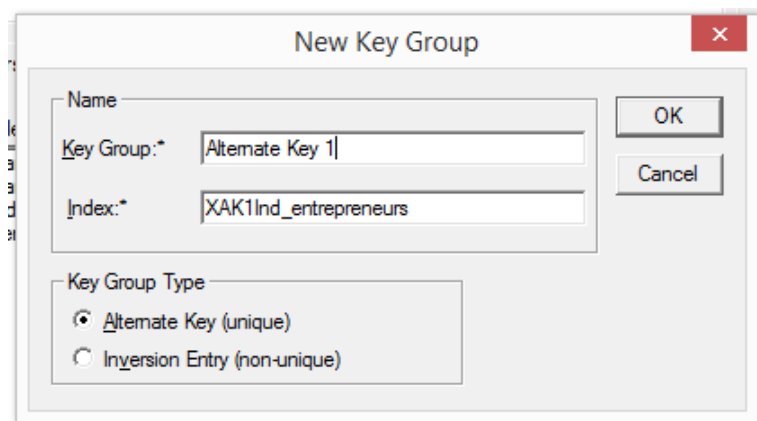 New Key Group
Name
Key Group:* Alternate Key 1
OK
Index:* XAK1Ind_entrepreneurs
Cancel
Key Group Type
Alternate Key (unique)
Inversion Entry (non-unique)